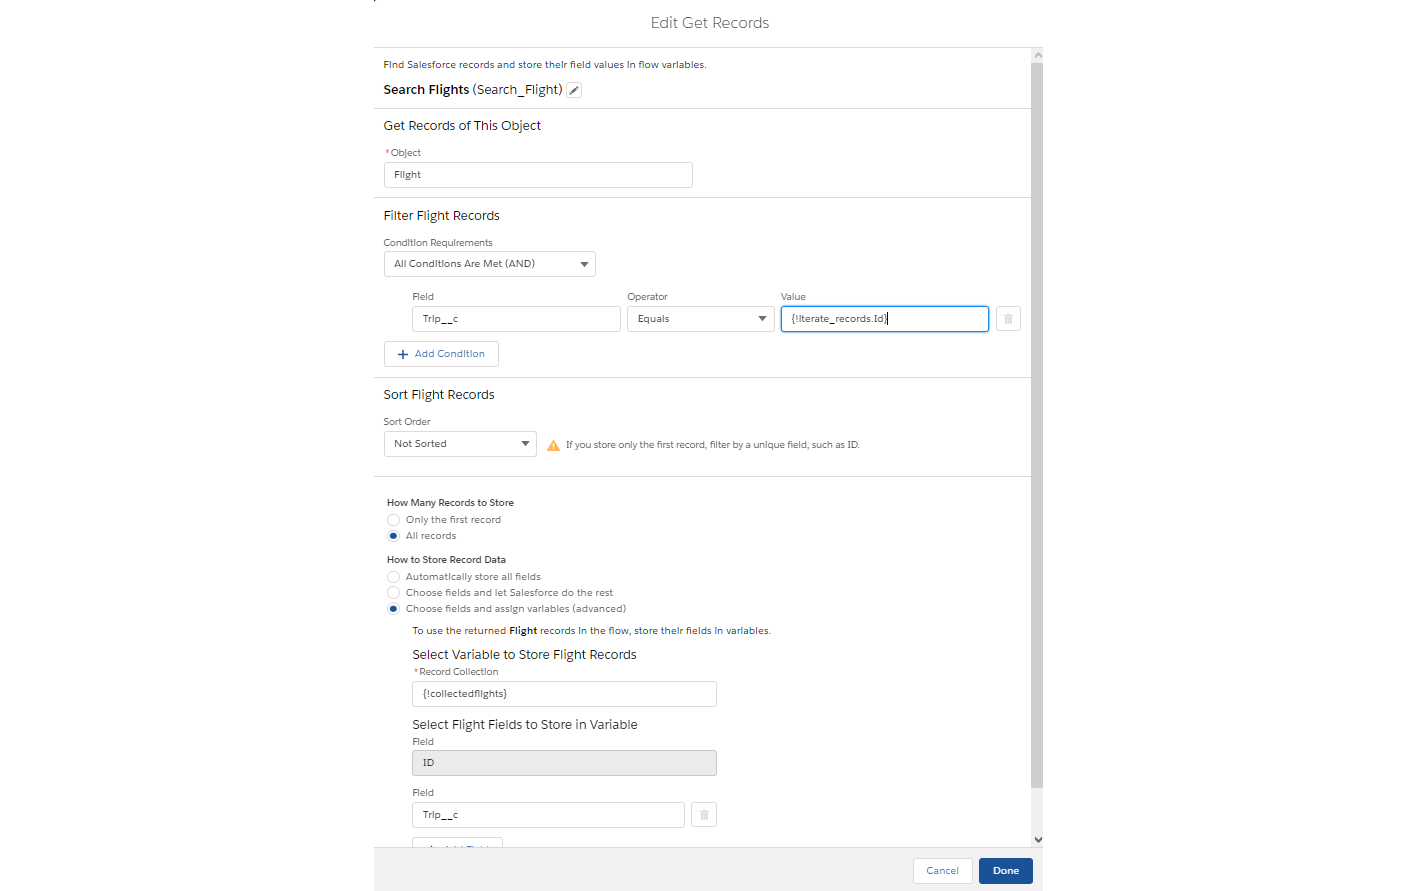 Edit Get Records
Find Salesforce records and store their field values in flow variables.
Search Flights (Search_Flight)
Get Records of This Object
*Object
Flight
Filter Flight Records
Condition Requirements
All Conditions Are Met (AND)
Field Operator Value
Trip__c Equals {!Iterate_records.Id}
+ Add Condition
Sort Flight Records
Sort Order
Not Sorted If you store only the first record, filter by a unique field, such as ID.
How Many Records to Store
Only the first record
All records
How to Store Record Data
Automatically store all fields
Choose fields and let Salesforce do the rest
Choose fields and assign variables (advanced)
To use the returned Flight records in the flow, store their fields in variables.
Select Variable to Store Flight Records
*Record Collection
{!collectedflights}
Select Flight Fields to Store in Variable
Field
ID
Field
Trip__c
Cancel Done